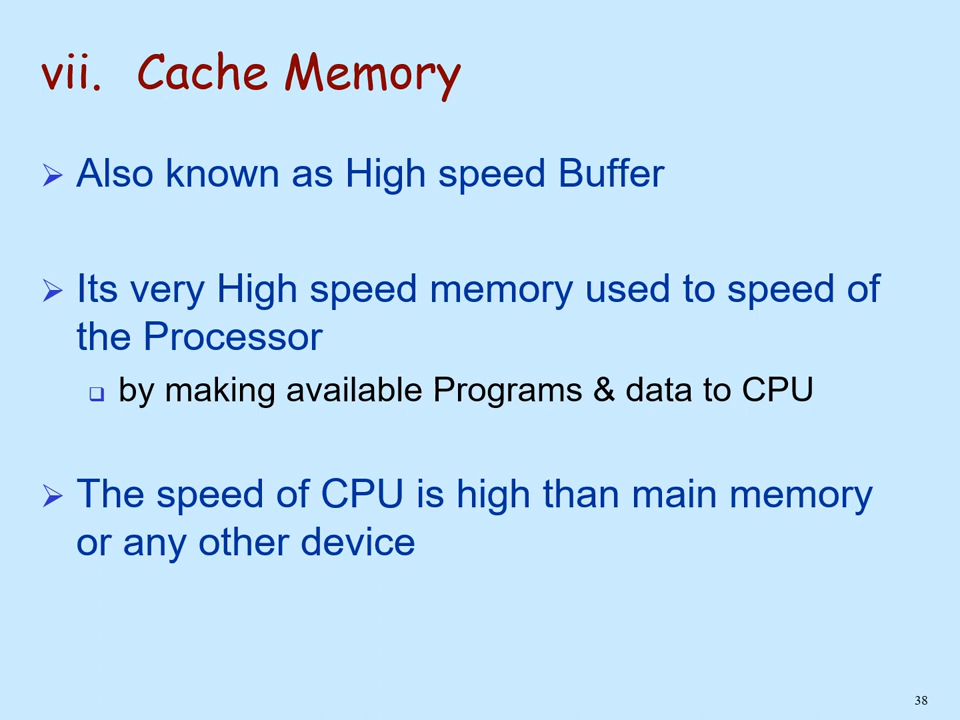 vii. Cache Memory
Also known as High speed Buffer
Its very High speed memory used to speed of
the Processor
by making available Programs & data to CPU
The speed of CPU is high than main memory
or any other device
38